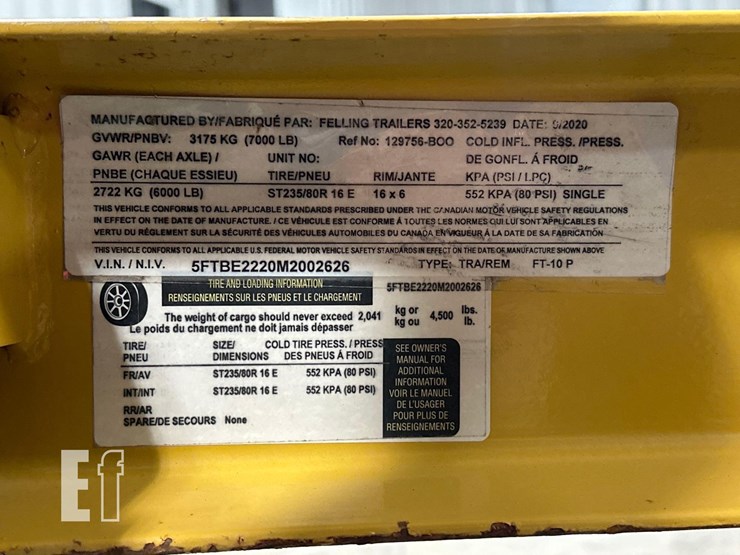 MANUFACTURED BY/FABRIQUÉ PAR: FELLING TRAILERS 320-352-5239 DATE: 9/2020
GVWR/PNBV: 3175 KG (7000 LB) Ref No: 129756-BOO COLD INFL. PRESS. /PRESS.
GAWR (EACH AXLE) / UNIT NO: DE GONFL. Á FROID
PNBE (CHAQUE ESSIEU) TIRE/PNEU RIM/JANTE KPA (PSI / LPC)
2722 KG (6000 LB) ST235/80R 16 E 16 x 6 552 KPA (80 PSI) SINGLE
THIS VEHICLE CONFORMS TO ALL APPLICABLE STANDARDS PRESCRIBED UNDER THE CANADIAN MOTOR VEHICLE SAFETY REGULATIONS
IN EFFECT ON THE DATE OF MANUFACTURE. / CE VÉHICULE EST CONFORME Á TOUTES LES NORMES QUI LUI SONT APPLICABLES EN
VERTU DU RÉGLEMENT SUR LA SÉCURITÉ DES VÉHICULES AUTOMOBILES DU CANADA EN VIGUEUR Á LA DATE DE SA FABRICATION
THIS VEHICLE CONFORMS TO ALL APPLICABLE U.S. FEDERAL MOTOR VEHICLE SAFETY STANDARDS IN EFFECT ON THE DATE OF MANUFACTURE SHOWN ABOVE
V.I.N. / N.I.V. 5FTBE2220M2002626 TYPE: TRA/REM FT-10 P
TIRE AND LOADING INFORMATION 5FTBE2220M2002626
RENSEIGNEMENTS SUR LES PNEUS ET LE CHARGEMENT
The weight of cargo should never exceed 2,041 kg or 4,500 lbs.
Le poids du chargement ne doit jamais dépasser kg ou lb.
TIRE/ SIZE/ COLD TIRE PRESS. / PRESS
PNEU DIMENSIONS DES PNEUS Á FROID
FR/AV ST235/80R 16 E 552 KPA (80 PSI)
INT/INT ST235/80R 16 E 552 KPA (80 PSI)
RR/AR
SPARE/DE SECOURS None
SEE OWNER'S
MANUAL FOR
ADDITIONAL
INFORMATION
VOIR LE MANUEL
DE L'USAGER
POUR PLUS DE
RENSEIGNEMENTS
Ef